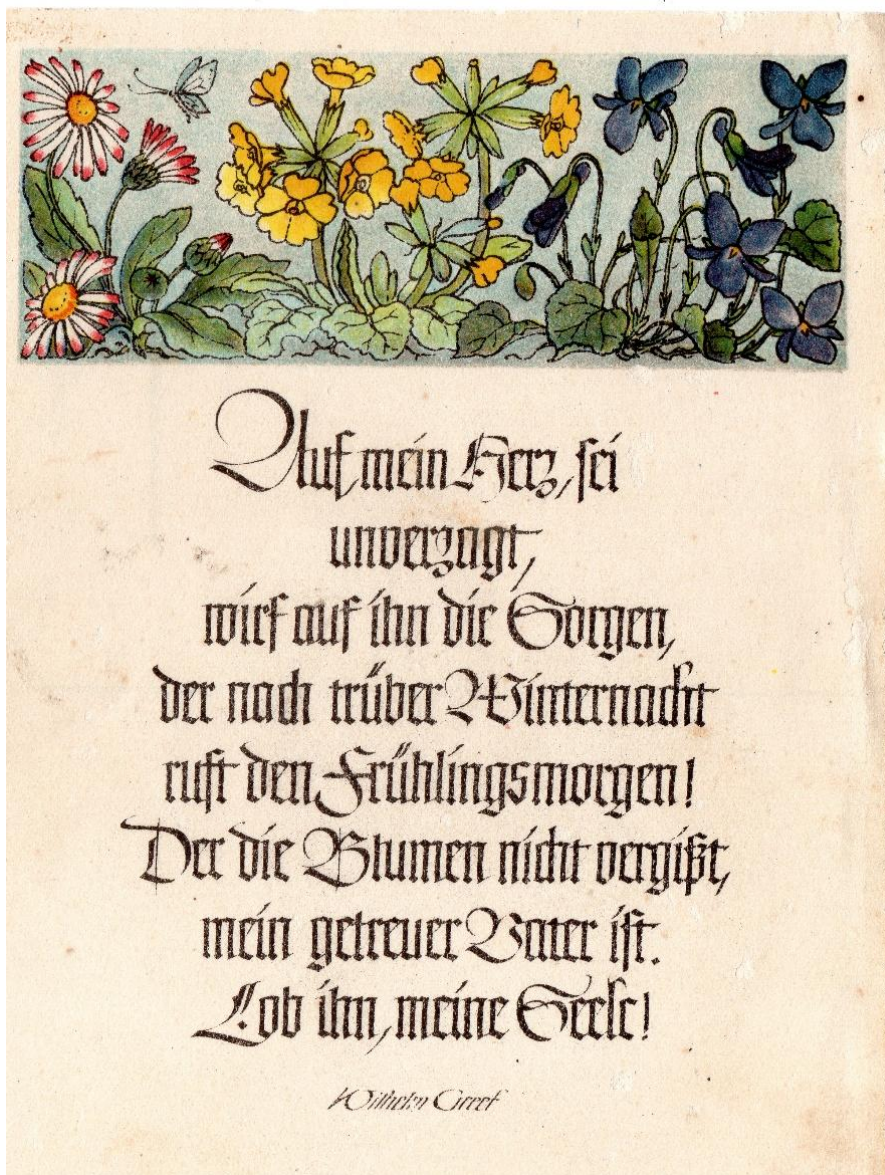 Auf, mein Herz, sei
unverzagt,
wirf auf ihn die Sorgen,
der nach trüber Winternacht
ruft den Frühlingsmorgen!
Der die Blumen nicht vergißt,
mein getreuer Vater ist.
Lob ihn, meine Seele!
Wilhelm Greef